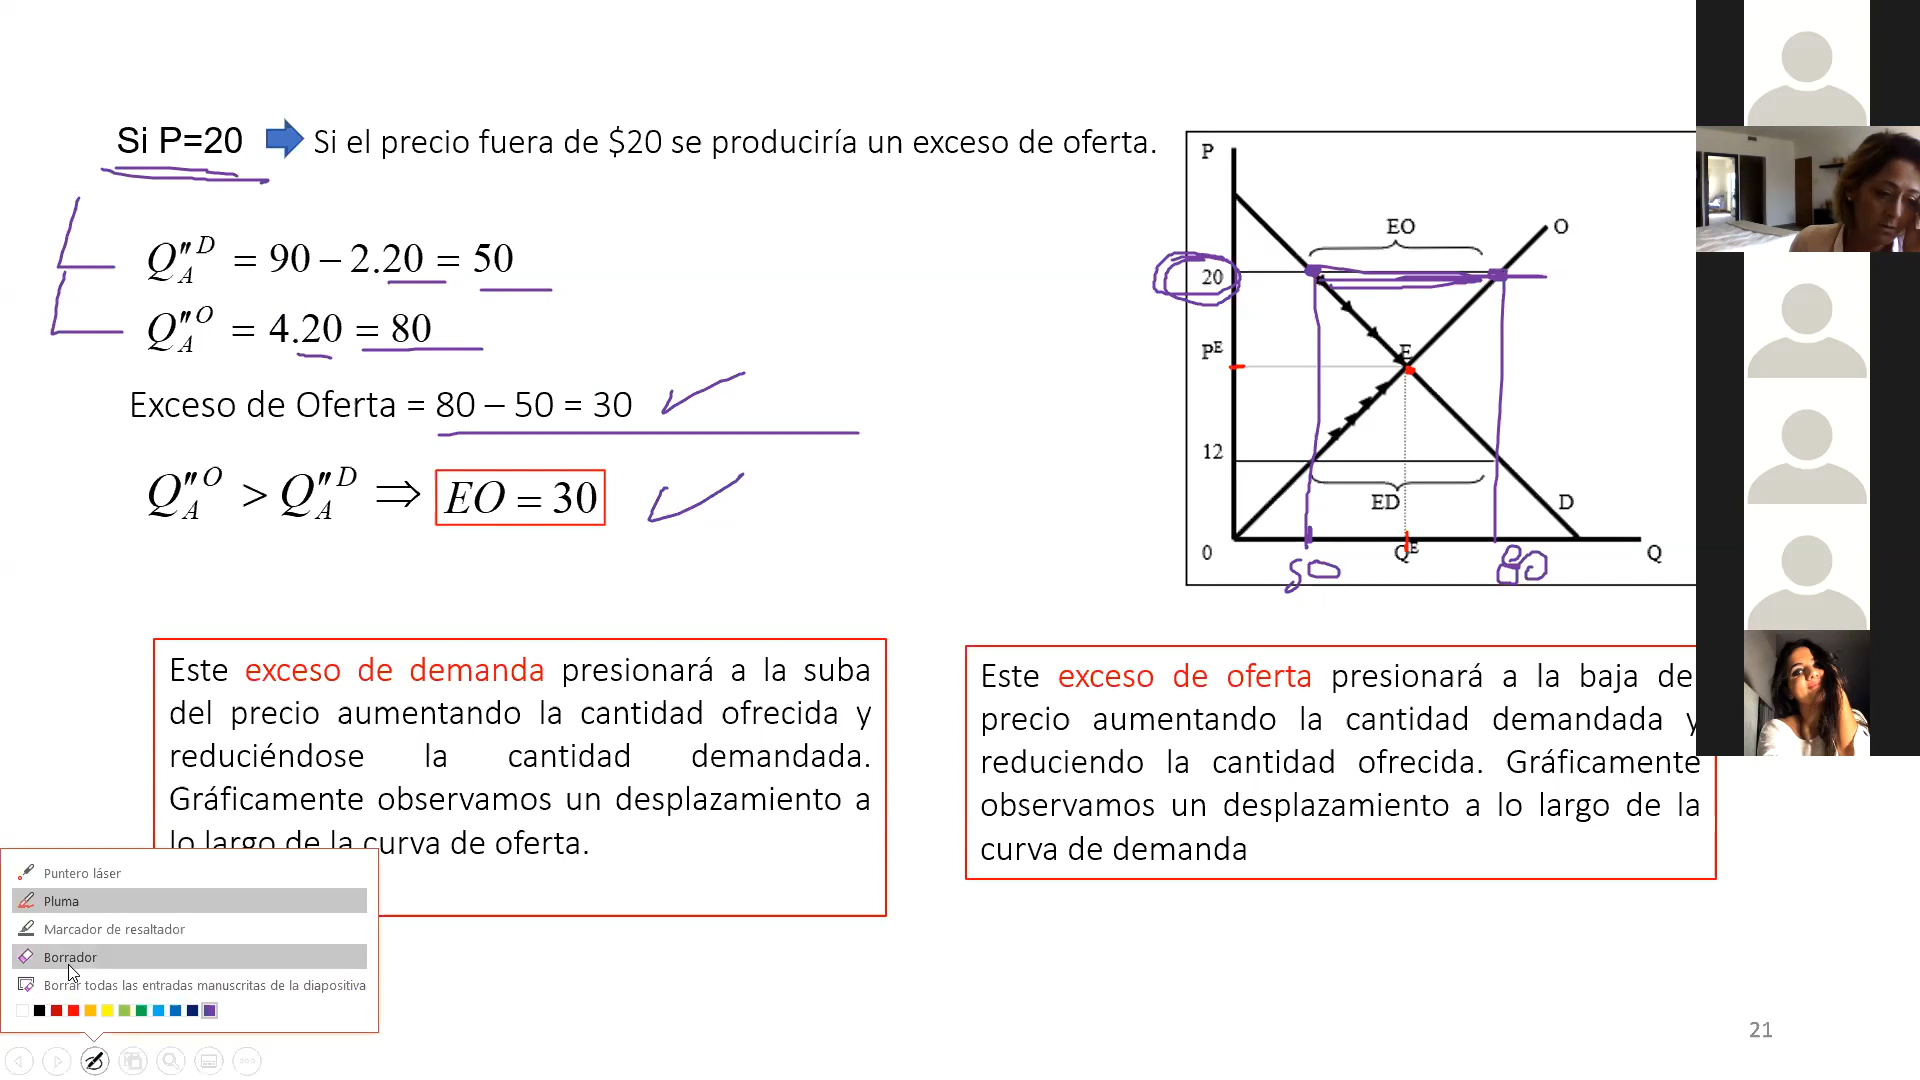 Si P=20 Si el precio fuera de $20 se produciría un exceso de oferta.
Q″ᴰ_A = 90 – 2.20 = 50
Q″ᴼ_A = 4.20 = 80
Exceso de Oferta = 80 – 50 = 30
Q″ᴼ_A > Q″ᴰ_A ⇒ EO = 30
P
EO
O
20
Pᴱ
E
12
ED
D
0
Qᴱ
Q
50
80
Este exceso de demanda presionará a la suba
del precio aumentando la cantidad ofrecida y
reduciéndose la cantidad demandada.
Gráficamente observamos un desplazamiento a
lo largo de la curva de oferta.
Este exceso de oferta presionará a la baja de
precio aumentando la cantidad demandada y
reduciendo la cantidad ofrecida. Gráficamente
observamos un desplazamiento a lo largo de la
curva de demanda
Puntero láser
Pluma
Marcador de resaltador
Borrador
Borrar todas las entradas manuscritas de la diapositiva
21